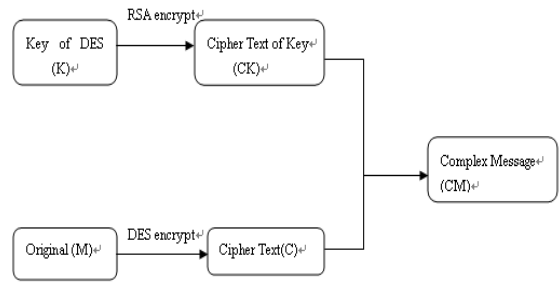 RSA encrypt↵
Key of DES
(K)↵
Cipher Text of Key↵
(CK)↵
Complex Message↵
(CM)↵
DES encrypt↵
Original (M)↵
Cipher Text(C)↵